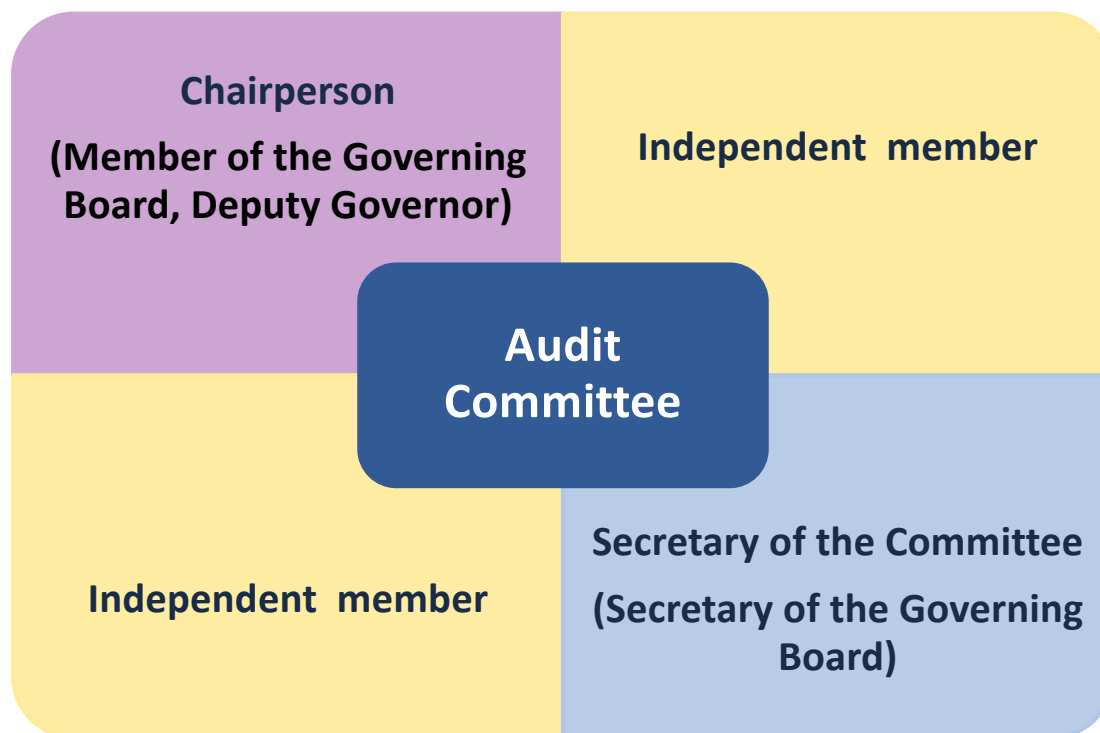 Chairperson
(Member of the Governing
Board, Deputy Governor)
Independent  member
Audit
Committee
Independent  member
Secretary of the Committee
(Secretary of the Governing
Board)